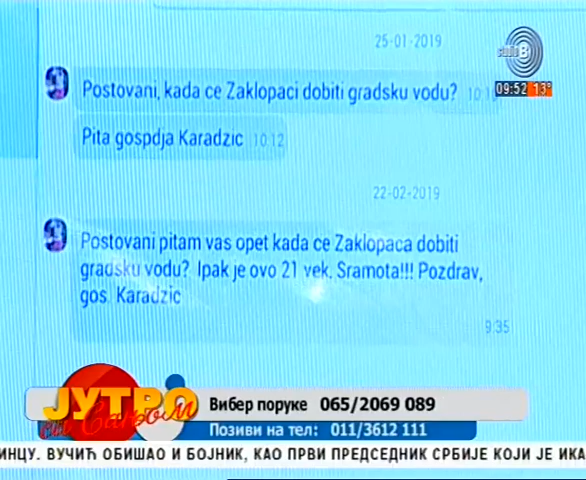 25-01-2019
studio
B
09:52 13°
Postovani, kada ce Zaklopaci dobiti gradsku vodu?
Pita gospdja Karadzic 10:12
22-02-2019
Postovani pitam vas opet kada ce Zaklopaca dobiti
gradsku vodu? Ipak je ovo 21 vek. Sramota!!! Pozdrav,
gos. Karadzic
9:35
ЈУТРО
са Сањом
Вибер поруке 065/2069 089
Позиви на тел: 011/3612 111
ИНЦУ. ВУЧИЋ ОБИШАО И БОЈНИК, КАО ПРВИ ПРЕДСЕДНИК СРБИЈЕ КОЈИ ЈЕ ИКА